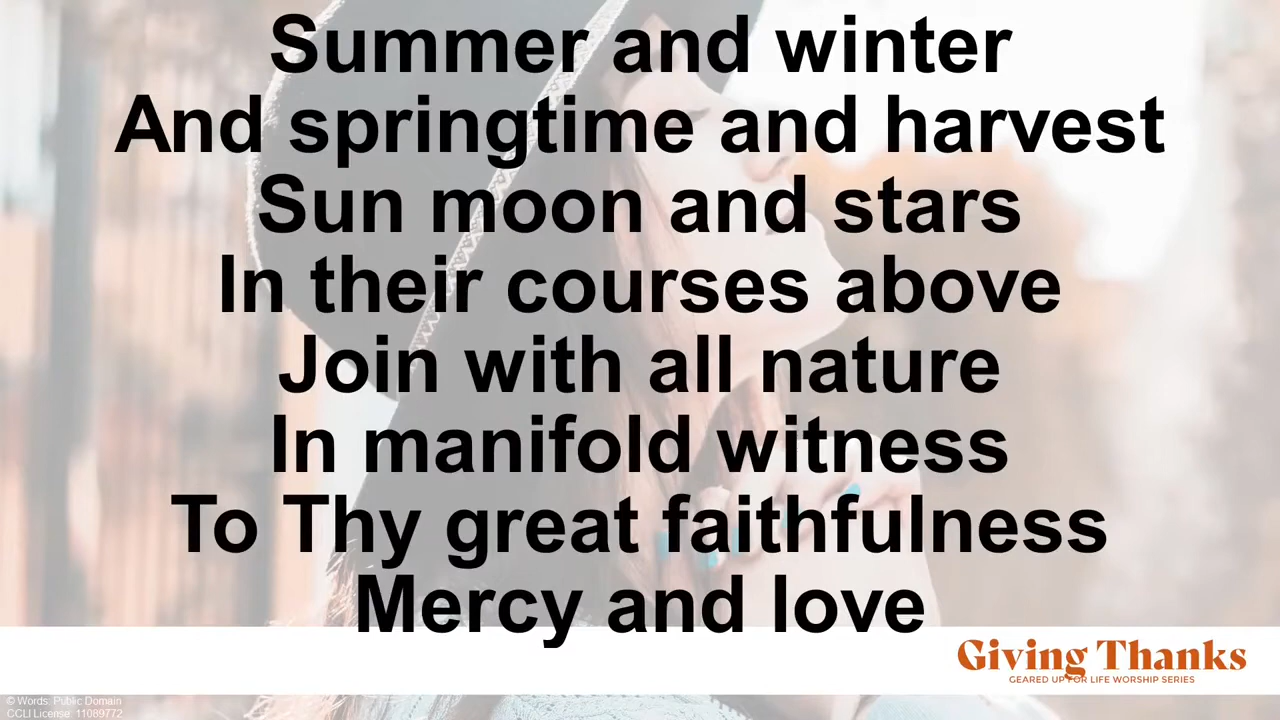 Summer and winter
And springtime and harvest
Sun moon and stars
In their courses above
Join with all nature
In manifold witness
To Thy great faithfulness
Mercy and love
Giving Thanks
GEARED UP FOR LIFE WORSHIP SERIES
© Words: Public Domain
CCLI License: 11089772